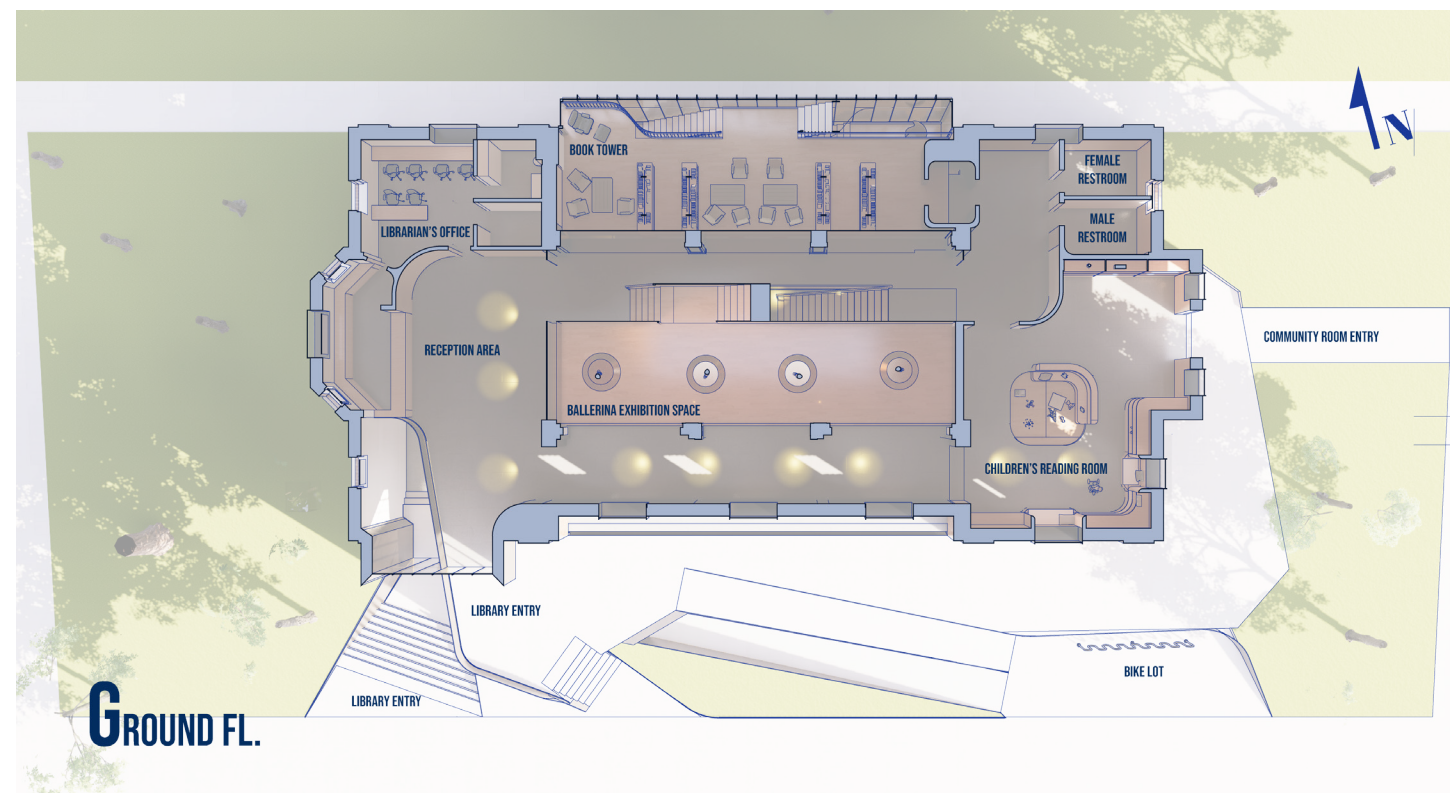 N
BOOK TOWER
FEMALE
RESTROOM
MALE
RESTROOM
LIBRARIAN'S OFFICE
COMMUNITY ROOM ENTRY
RECEPTION AREA
BALLERINA EXHIBITION SPACE
CHILDREN'S READING ROOM
LIBRARY ENTRY
BIKE LOT
LIBRARY ENTRY
GROUND FL.